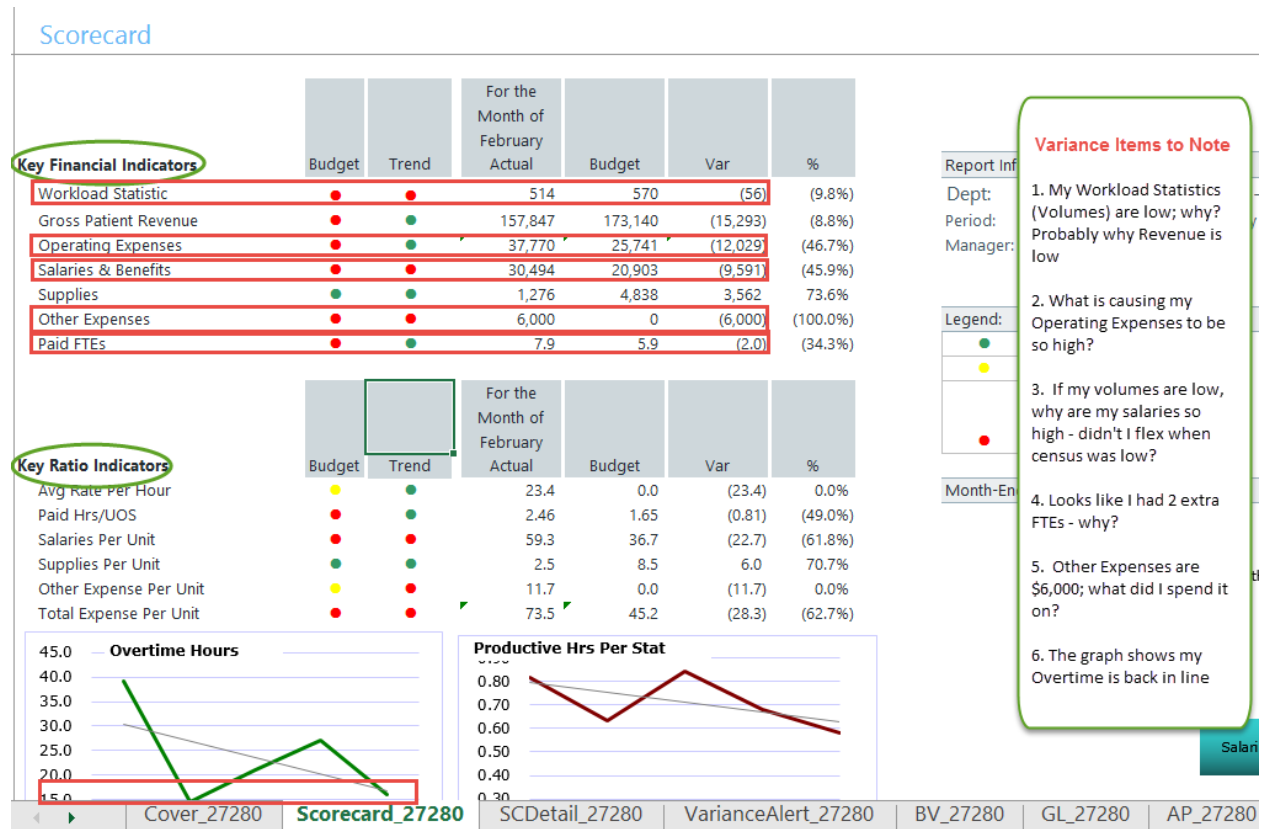 Scorecard
For the
Month of
February
Key Financial Indicators Budget Trend Actual Budget Var %
Workload Statistic 514 570 (56) (9.8%)
Gross Patient Revenue 157,847 173,140 (15,293) (8.8%)
Operating Expenses 37,770 25,741 (12,029) (46.7%)
Salaries & Benefits 30,494 20,903 (9,591) (45.9%)
Supplies 1,276 4,838 3,562 73.6%
Other Expenses 6,000 0 (6,000) (100.0%)
Paid FTEs 7.9 5.9 (2.0) (34.3%)
For the
Month of
February
Key Ratio Indicators Budget Trend Actual Budget Var %
Avg Rate Per Hour 23.4 0.0 (23.4) 0.0%
Paid Hrs/UOS 2.46 1.65 (0.81) (49.0%)
Salaries Per Unit 59.3 36.7 (22.7) (61.8%)
Supplies Per Unit 2.5 8.5 6.0 70.7%
Other Expense Per Unit 11.7 0.0 (11.7) 0.0%
Total Expense Per Unit 73.5 45.2 (28.3) (62.7%)
Report Inf
Dept:
Period:
Manager:
Legend:
Month-En
Variance Items to Note
1. My Workload Statistics
(Volumes) are low; why?
Probably why Revenue is
low
2. What is causing my
Operating Expenses to be
so high?
3. If my volumes are low,
why are my salaries so
high - didn't I flex when
census was low?
4. Looks like I had 2 extra
FTEs - why?
5. Other Expenses are
$6,000; what did I spend it
on?
6. The graph shows my
Overtime is back in line
Salari
Overtime Hours
45.0
40.0
35.0
30.0
25.0
20.0
15.0
Productive Hrs Per Stat
0.80
0.70
0.60
0.50
0.40
0.30
Cover_27280 Scorecard_27280 SCDetail_27280 VarianceAlert_27280 BV_27280 GL_27280 AP_27280